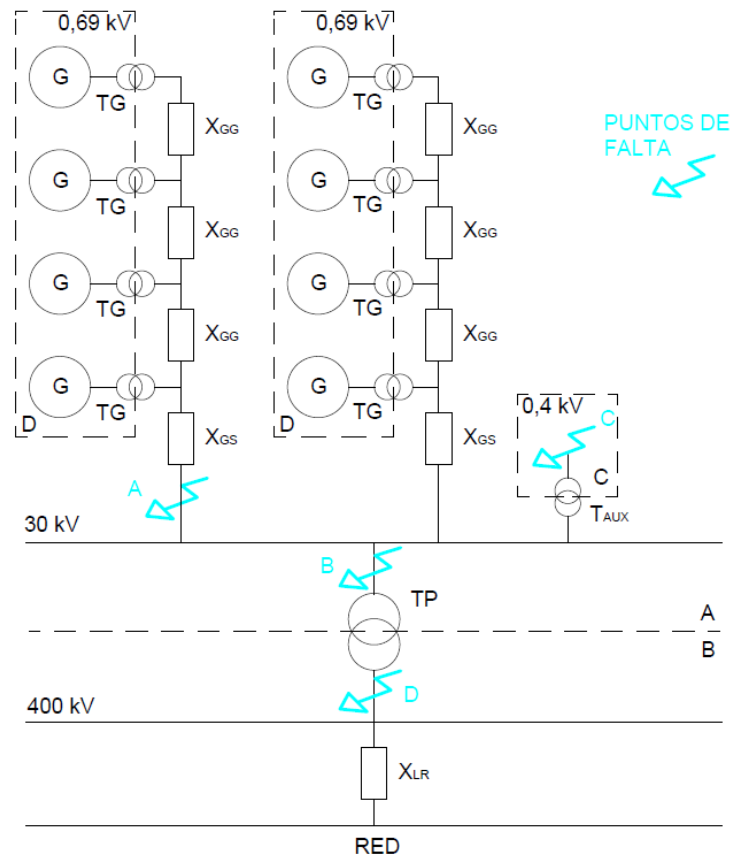 0,69 kV
0,69 kV
G
TG
XGG
G
TG
XGG
PUNTOS DE
FALTA
G
TG
XGG
G
TG
XGG
G
TG
XGG
G
TG
XGG
G
TG
XGS
D
G
TG
XGS
D
0,4 kV
C
C
TAUX
A
30 kV
B
TP
A
B
D
400 kV
XLR
RED